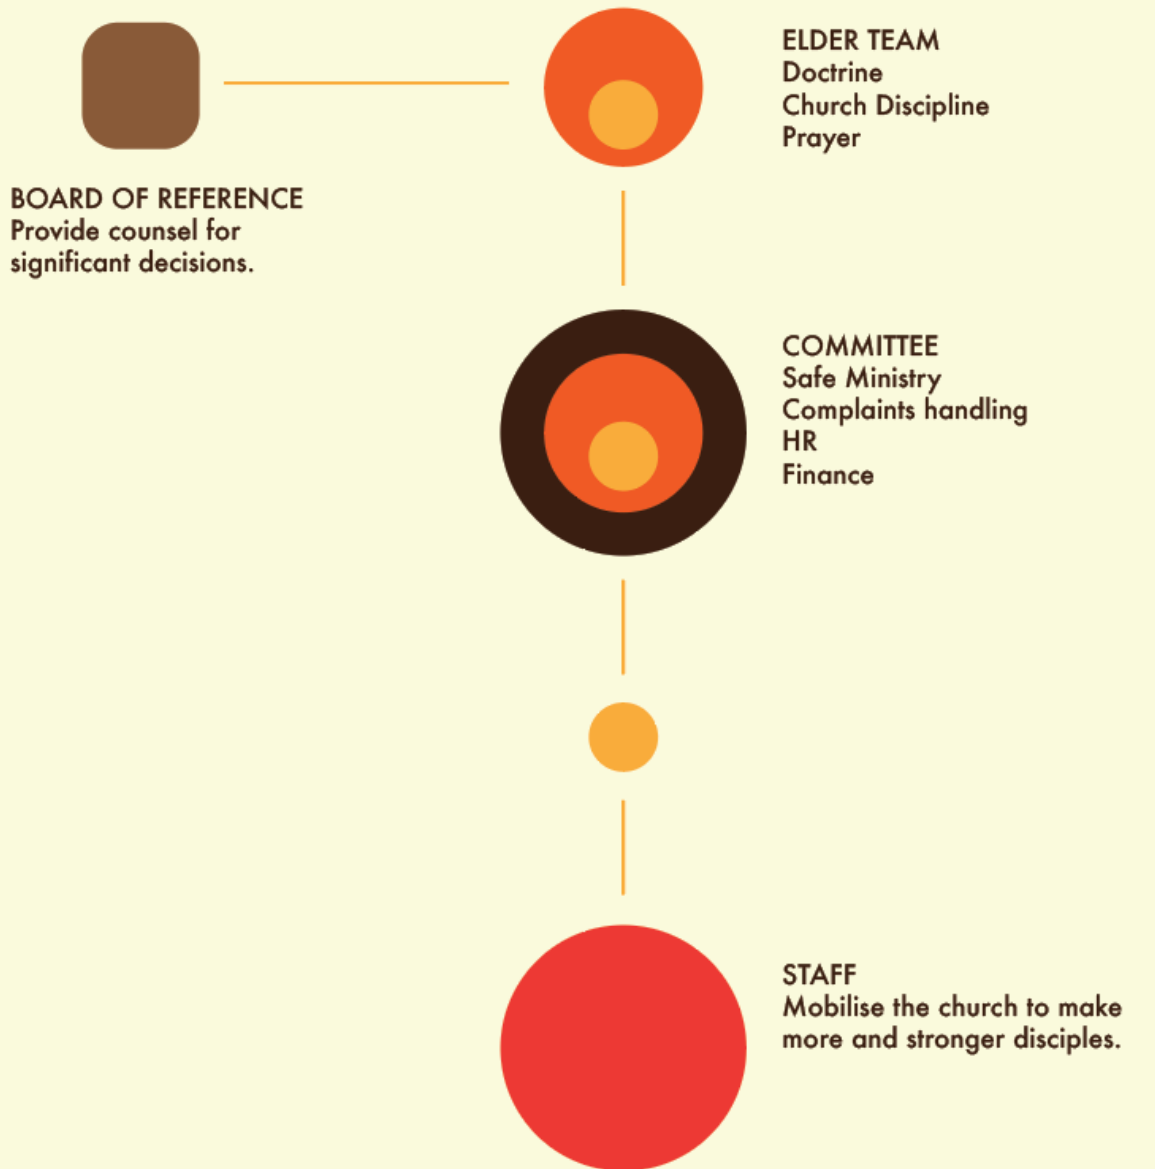 ELDER TEAM
Doctrine
Church Discipline
Prayer
BOARD OF REFERENCE
Provide counsel for
significant decisions.
COMMITTEE
Safe Ministry
Complaints handling
HR
Finance
STAFF
Mobilise the church to make
more and stronger disciples.